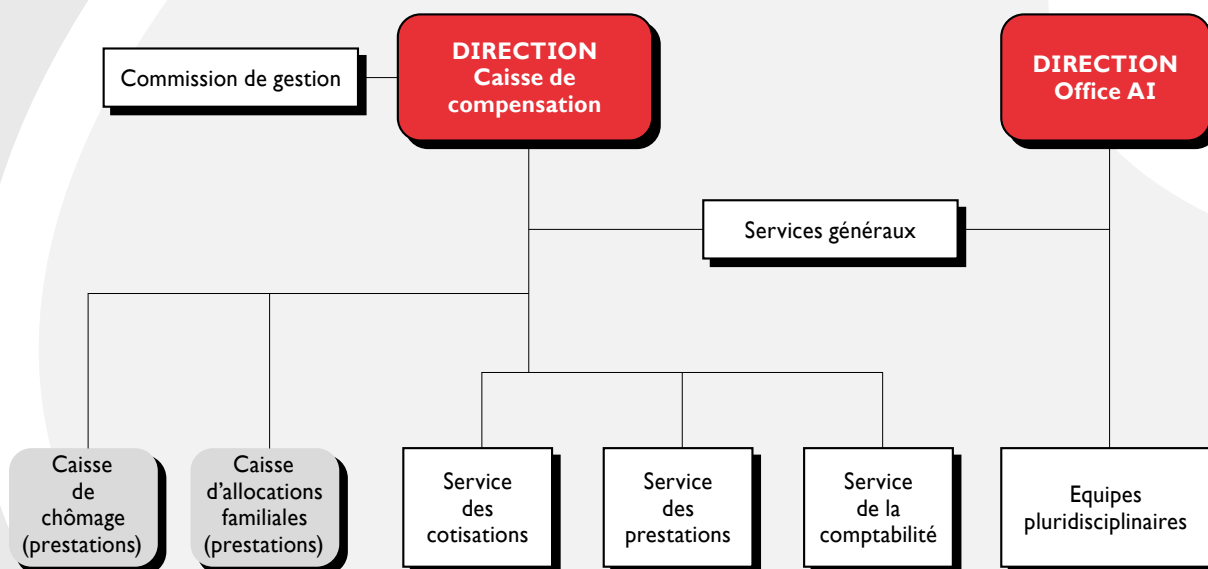 DIRECTION
Caisse de
compensation
Commission de gestion
DIRECTION
Office AI
Services généraux
Caisse
de
chômage
(prestations)
Caisse
d'allocations
familiales
(prestations)
Service
des
cotisations
Service
des
prestations
Service
de la
comptabilité
Equipes
pluridisciplinaires